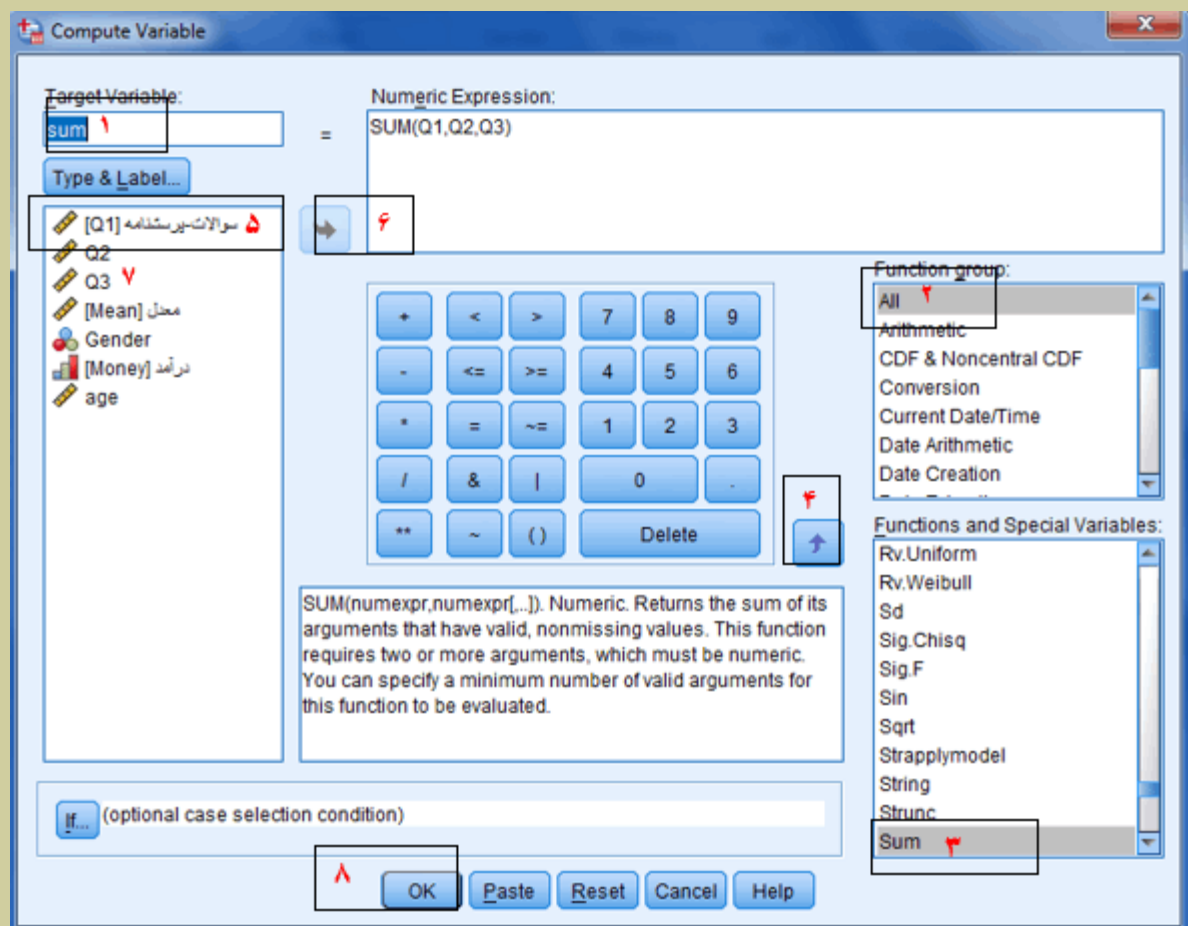 Compute Variable
Target Variable:
sum ۱
=
Numeric Expression:
SUM(Q1,Q2,Q3)
Type & Label...
سوالات-پرسشنامه [Q1] ۵
Q2
Q3 ۷
معدل [Mean]
Gender
درآمد [Money]
age
۶
+ < > 7 8 9
- <= >= 4 5 6
* = ~= 1 2 3
/ & | 0 .
** ~ ( ) Delete
۴
Function group:
All ۲
Arithmetic
CDF & Noncentral CDF
Conversion
Current Date/Time
Date Arithmetic
Date Creation
Functions and Special Variables:
Rv.Uniform
Rv.Weibull
Sd
Sig.Chisq
Sig.F
Sin
Sqrt
Strapplymodel
String
Strunc
Sum ۳
SUM(numexpr,numexpr[,..]). Numeric. Returns the sum of its
arguments that have valid, nonmissing values. This function
requires two or more arguments, which must be numeric.
You can specify a minimum number of valid arguments for
this function to be evaluated.
If... (optional case selection condition)
۸
OK Paste Reset Cancel Help